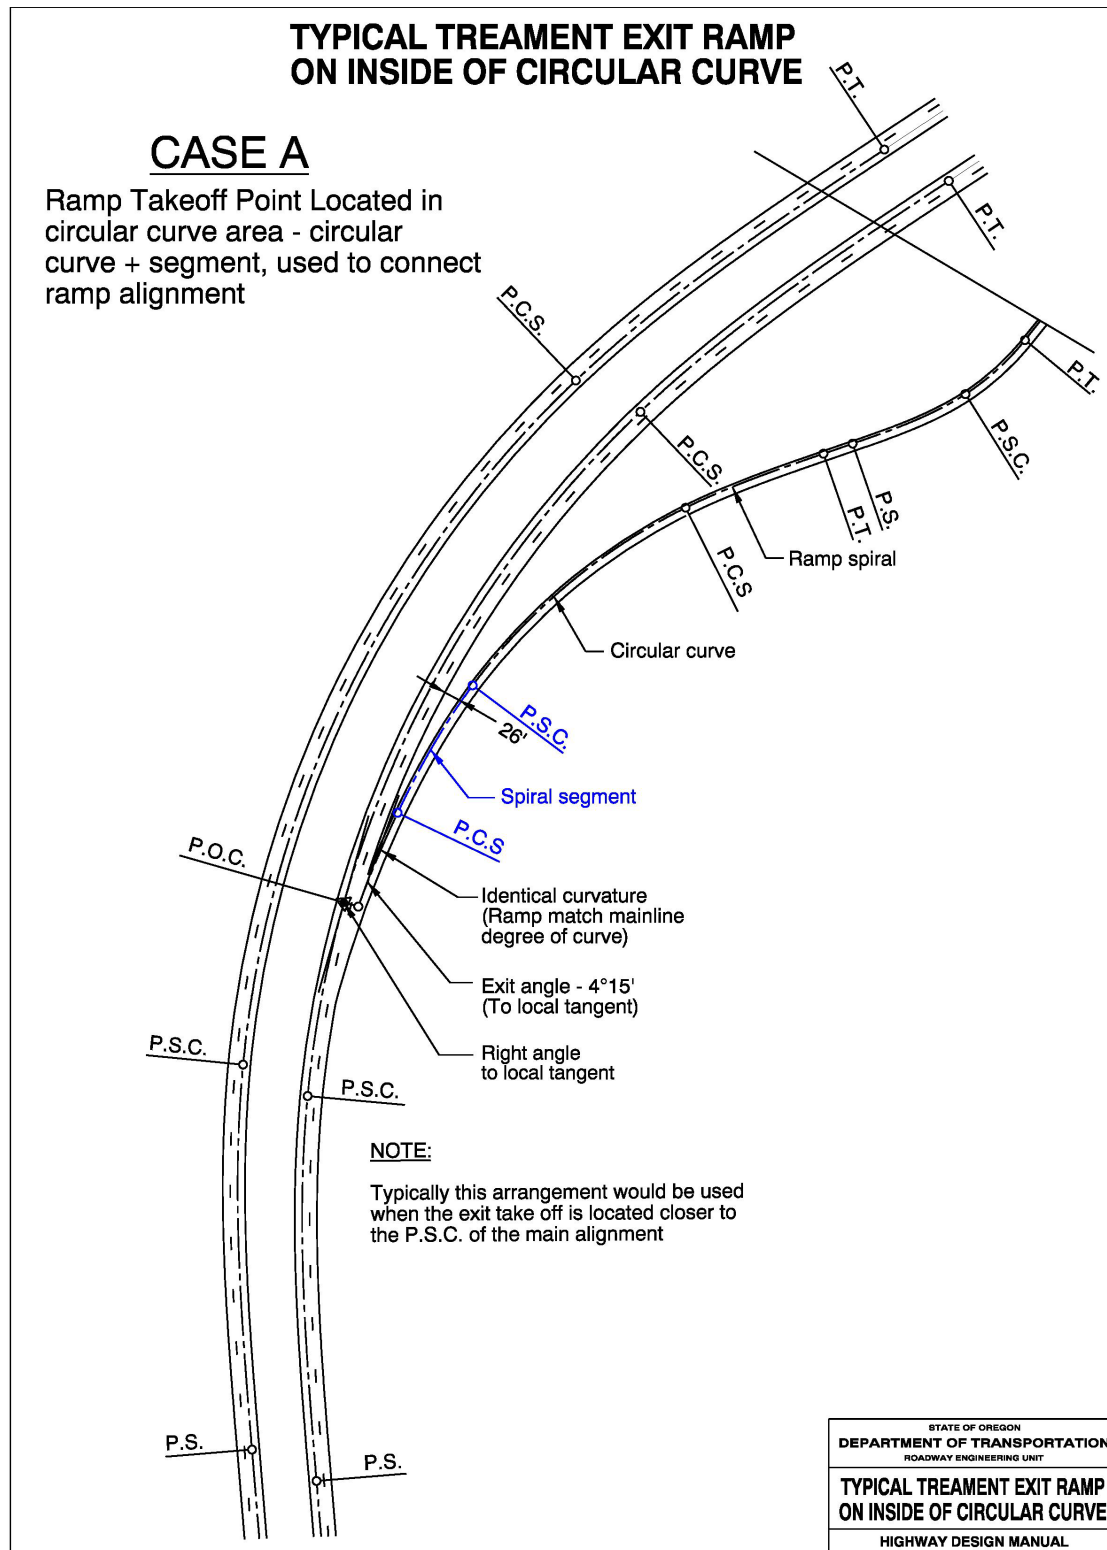 TYPICAL TREAMENT EXIT RAMP
ON INSIDE OF CIRCULAR CURVE
CASE A
Ramp Takeoff Point Located in
circular curve area - circular
curve + segment, used to connect
ramp alignment
P.T.
P.T.
P.C.S.
P.T.
P.C.S.
P.S.C.
P.S.
P.T.
P.C.S
Ramp spiral
Circular curve
P.S.C.
26'
Spiral segment
P.C.S
P.O.C.
Identical curvature
(Ramp match mainline
degree of curve)
Exit angle - 4°15'
(To local tangent)
Right angle
to local tangent
P.S.C.
P.S.C.
NOTE:
Typically this arrangement would be used
when the exit take off is located closer to
the P.S.C. of the main alignment
P.S.
P.S.
STATE OF OREGON
DEPARTMENT OF TRANSPORTATION
ROADWAY ENGINEERING UNIT
TYPICAL TREAMENT EXIT RAMP
ON INSIDE OF CIRCULAR CURVE
HIGHWAY DESIGN MANUAL